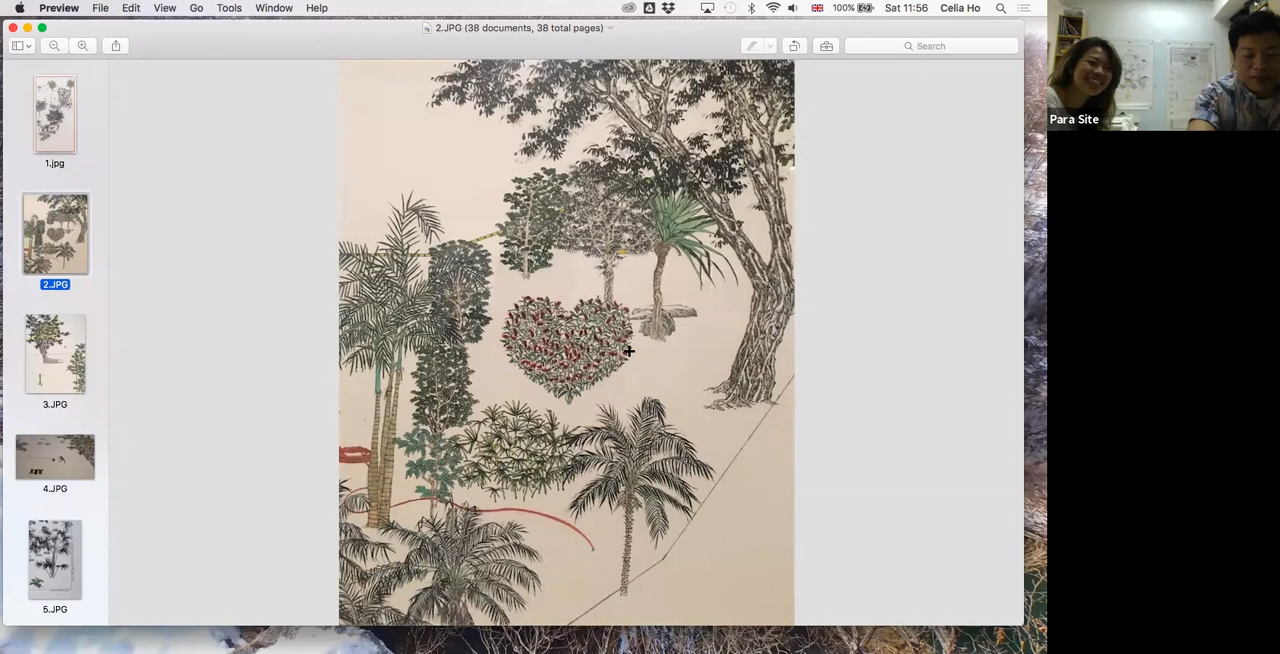 Preview File Edit View Go Tools Window Help 100% Sat 11:56 Celia Ho
2.JPG (38 documents, 38 total pages)
Search
1.jpg
2.JPG
3.JPG
4.JPG
5.JPG
Para Site